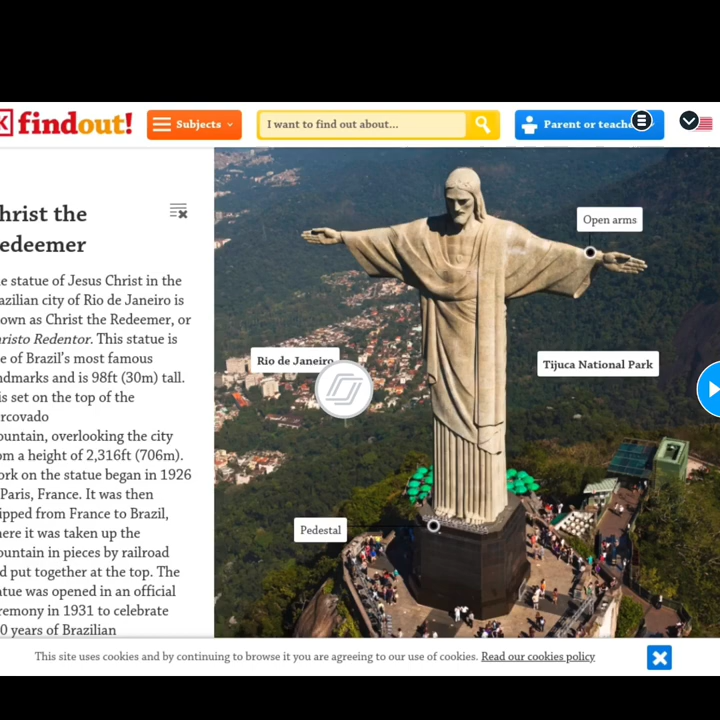 K findout!
Subjects
I want to find out about...
Parent or teache
hrist the
edeemer
e statue of Jesus Christ in the
azilian city of Rio de Janeiro is
own as Christ the Redeemer, or
risto Redentor. This statue is
e of Brazil's most famous
ndmarks and is 98ft (30m) tall.
is set on the top of the
rcovado
ountain, overlooking the city
om a height of 2,316ft (706m).
ork on the statue began in 1926
Paris, France. It was then
ipped from France to Brazil,
here it was taken up the
ountain in pieces by railroad
d put together at the top. The
atue was opened in an official
remony in 1931 to celebrate
0 years of Brazilian
Open arms
Rio de Janeiro
Tijuca National Park
Pedestal
This site uses cookies and by continuing to browse it you are agreeing to our use of cookies. Read our cookies policy